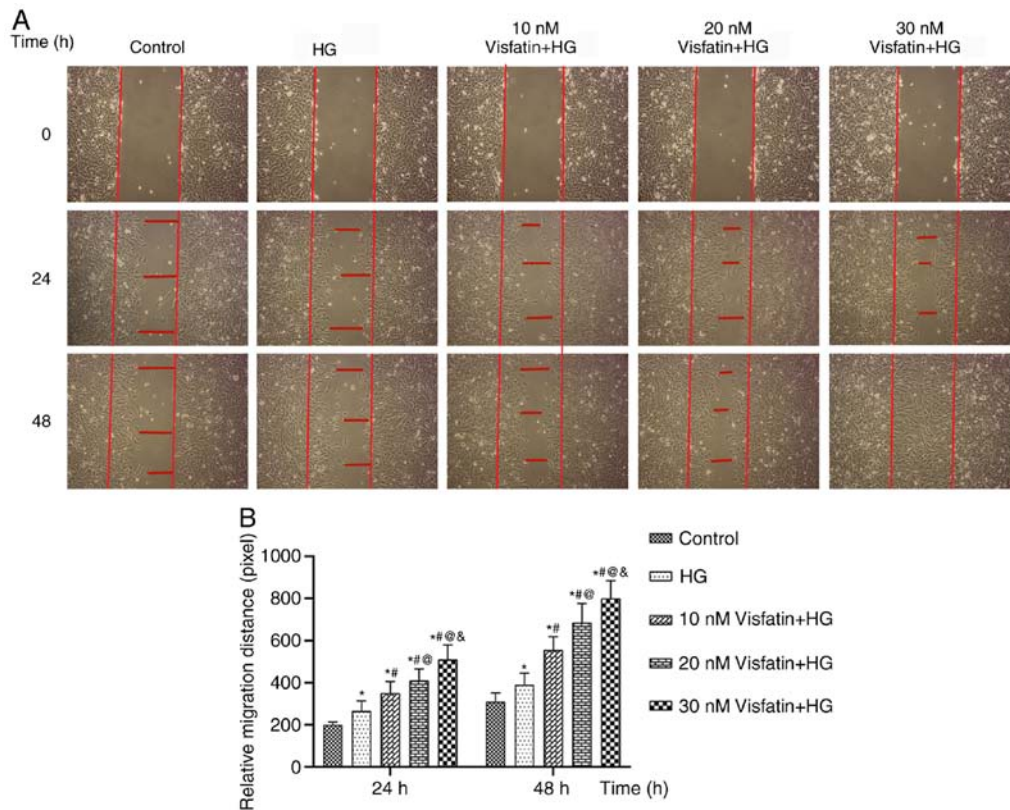 A
Time (h)
Control
HG
10 nM
Visfatin+HG
20 nM
Visfatin+HG
30 nM
Visfatin+HG
0
24
48
B
Relative migration distance (pixel)
1000
800
600
400
200
0
*
*#
*#@
*#@&
*
*#
*#@
*#@&
24 h
48 h
Time (h)
Control
HG
10 nM Visfatin+HG
20 nM Visfatin+HG
30 nM Visfatin+HG